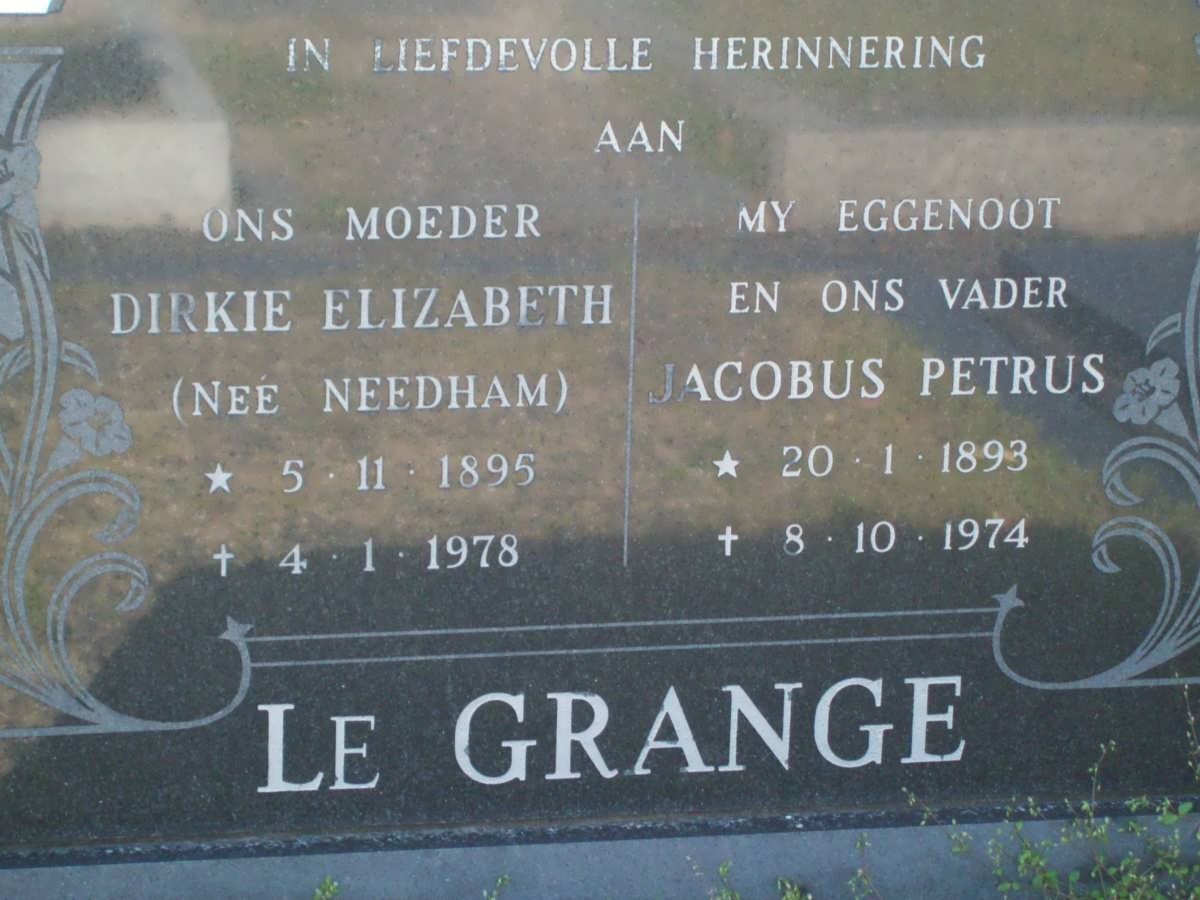 IN LIEFDEVOLLE HERINNERING
AAN
ONS MOEDER
DIRKIE ELIZABETH
(NEÉ NEEDHAM)
★ 5 · 11 · 1895
✝ 4 · 1 · 1978
MY EGGENOOT
EN ONS VADER
JACOBUS PETRUS
★ 20 · 1 · 1893
✝ 8 · 10 · 1974
LE GRANGE